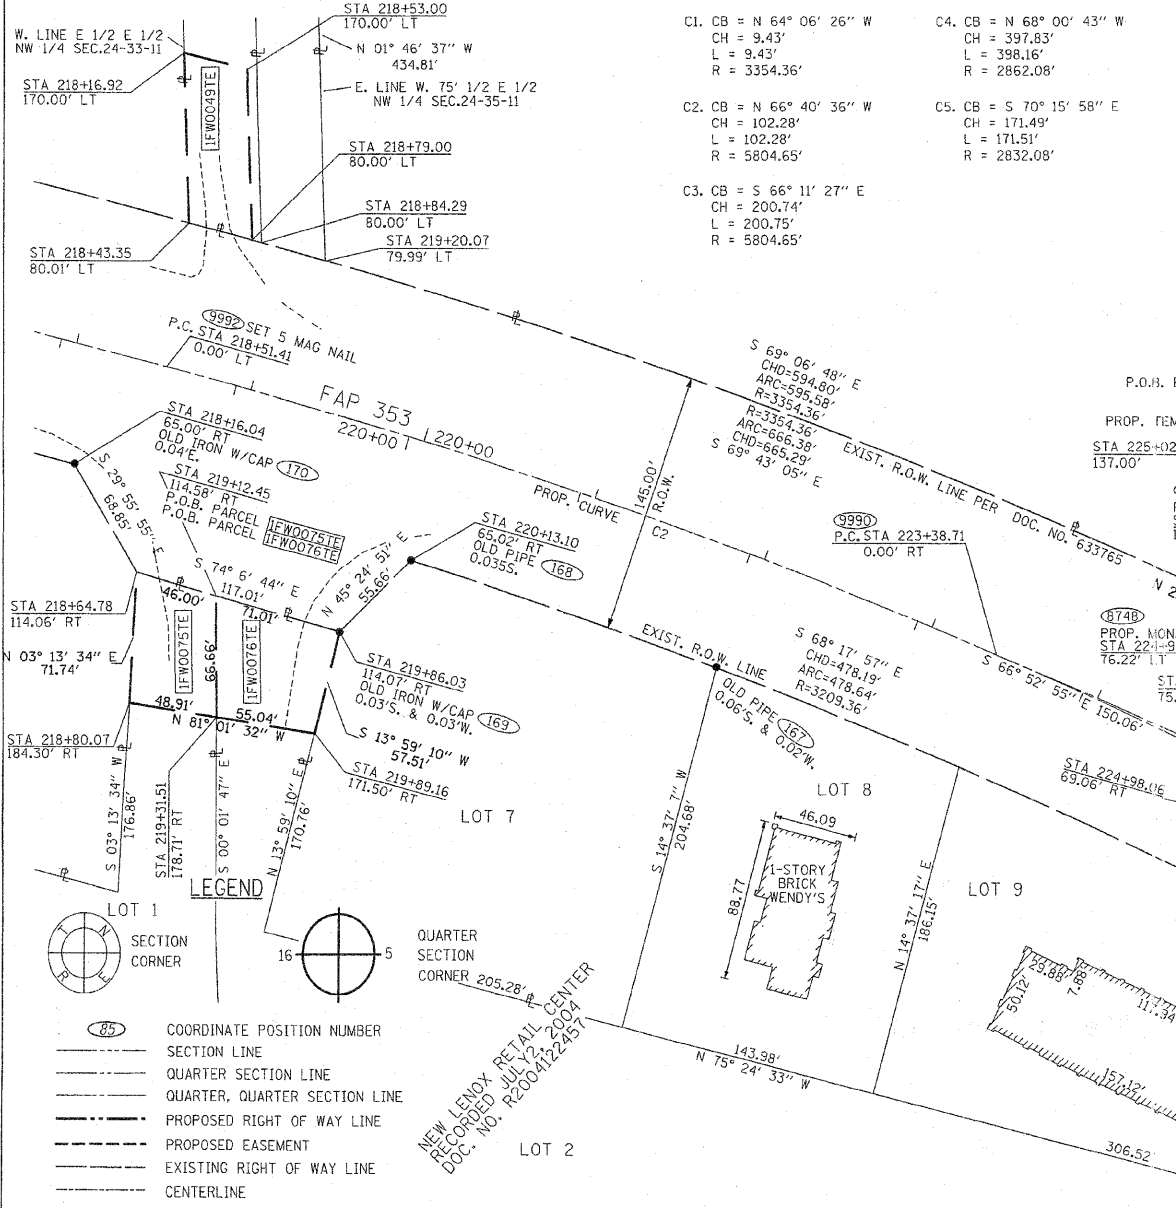 W. LINE E 1/2 E 1/2
NW 1/4 SEC.24-33-11
STA 218+16.92
170.00' LT
STA 218+53.00
170.00' LT
N 01° 46' 37" W
434.81'
E. LINE W. 75' 1/2 E 1/2
NW 1/4 SEC.24-35-11
1FW0049TE
STA 218+79.00
80.00' LT
STA 218+84.29
80.00' LT
STA 219+20.07
79.99' LT
STA 218+43.35
80.01' LT
C1. CB = N 64° 06' 26" W
CH = 9.43'
L = 9.43'
R = 3354.36'
C2. CB = N 66° 40' 36" W
CH = 102.28'
L = 102.28'
R = 5804.65'
C3. CB = S 66° 11' 27" E
CH = 200.74'
L = 200.75'
R = 5804.65'
C4. CB = N 68° 00' 43" W
CH = 397.83'
L = 398.16'
R = 2862.08'
C5. CB = S 70° 15' 58" E
CH = 171.49'
L = 171.51'
R = 2832.08'
9992 SET 5 MAG NAIL
P.C. STA 218+51.41
0.00' LT
FAP 353
220+00
220+00
PROP. CURVE
C2
145.00'
R.O.W.
S 69° 06' 48" E
CHD=594.80'
ARC=595.58'
R=3354.36'
R=3354.36'
ARC=666.38'
CHD=665.29'
S 69° 43' 05" E
EXIST. R.O.W. LINE PER DOC. NO. 633765
P.O.B.
PROP.
STA 225+02
137.00'
STA 218+16.04
65.00' RT
OLD IRON W/CAP 170
0.04'E.
STA 219+12.45
114.58' RT
P.O.B. PARCEL 1FW0075TE
P.O.B. PARCEL 1FW0076TE
S 29° 55' 55" E
68.85'
S 74° 6' 44" E
117.01'
46.00'
71.01'
N 45° 24' 51" E
55.66'
STA 220+13.10
65.02' RT
OLD PIPE 168
0.035S.
9990
P.C. STA 223+38.71
0.00' RT
N 2
8748
PROP. MON
76.22' LT
STA 218+64.78
114.06' RT
N 03° 13' 34" E
71.74'
1FW0075TE
66.66'
1FW0076TE
48.91'
55.04'
N 81° 01' 32" W
STA 218+80.07
184.30' RT
STA 219+86.03
114.07' RT
OLD IRON W/CAP 169
0.03'S. & 0.03'W.
S 13° 59' 10" W
57.51'
STA 219+89.16
171.50' RT
EXIST. R.O.W. LINE
S 68° 17' 57" E
CHD=478.19'
ARC=478.64'
R=3209.36'
OLD PIPE 167
0.06'S. & 0.02'W.
S 66° 52' 55" E 150.06'
STA 224+98.06
69.06' RT
S 03° 13' 34" W
176.86'
STA 219+31.51
178.71' RT
S 00° 01' 47" E
N 13° 59' 10" E
170.76'
LOT 7
S 14° 37' 7" W
204.68'
LOT 8
46.09
88.77
1-STORY
BRICK
WENDY'S
N 14° 37' 17" E
186.15'
LOT 9
29.88'
7.88'
50.12'
117.34
157.12'
LOT 1
LEGEND
T N
R E
SECTION
CORNER
16 5
QUARTER
SECTION
CORNER
205.28'
NEW LENOX RETAIL CENTER
RECORDED JULY 2, 2004
DOC. NO. R2004122457
143.98'
N 75° 24' 33" W
306.52'
LOT 2
85 COORDINATE POSITION NUMBER
SECTION LINE
QUARTER SECTION LINE
QUARTER, QUARTER SECTION LINE
PROPOSED RIGHT OF WAY LINE
PROPOSED EASEMENT
EXISTING RIGHT OF WAY LINE
CENTERLINE